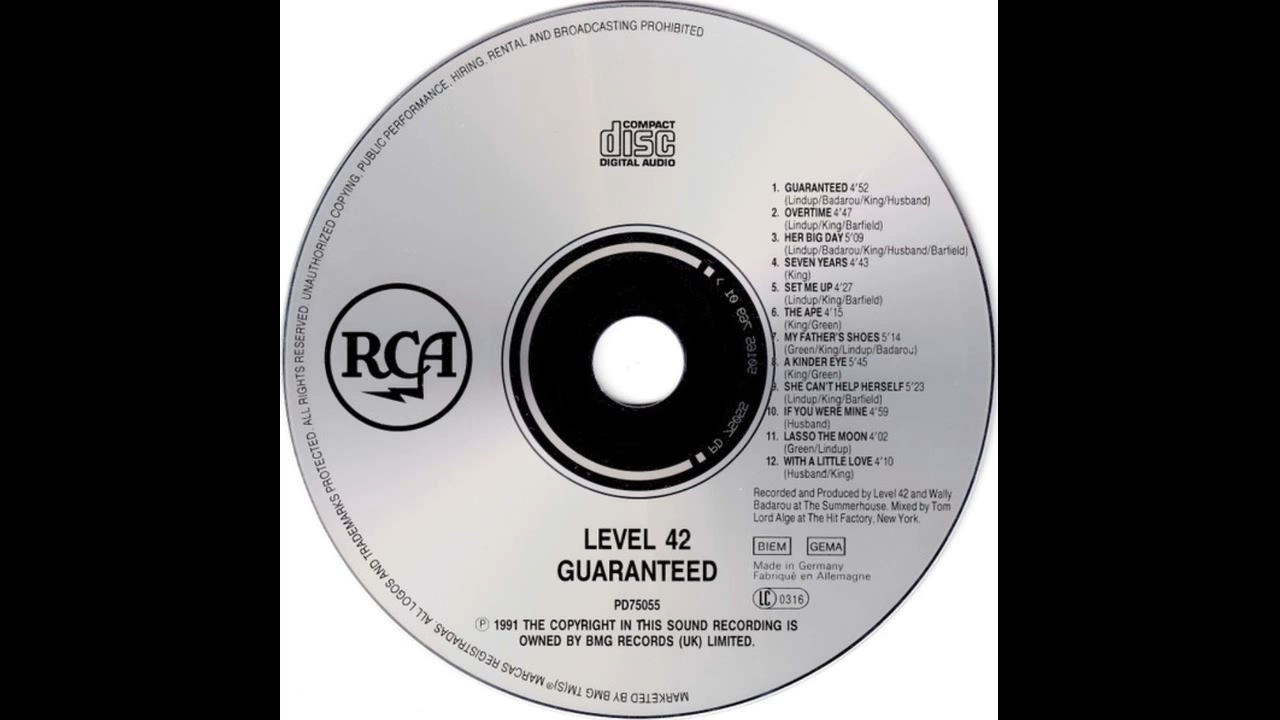 UNAUTHORIZED COPYING, PUBLIC PERFORMANCE, HIRING, RENTAL AND BROADCASTING PROHIBITED
COMPACT
disc
DIGITAL AUDIO
1. GUARANTEED 4'52
(Lindup/Badarou/King/Husband)
2. OVERTIME 4'47
(Lindup/King/Barfield)
3. HER BIG DAY 5'09
(Lindup/Badarou/King/Husband/Barfield)
4. SEVEN YEARS 4'43
(King)
5. SET ME UP 4'27
(Lindup/King/Barfield)
6. THE APE 4'15
(King/Green)
7. MY FATHER'S SHOES 5'14
(Green/King/Lindup/Badarou)
8. A KINDER EYE 5'45
(King/Green)
9. SHE CAN'T HELP HERSELF 5'23
(Lindup/King/Barfield)
10. IF YOU WERE MINE 4'59
(Husband)
11. LASSO THE MOON 4'02
(Green/Lindup)
12. WITH A LITTLE LOVE 4'10
(Husband/King)
RCA
Recorded and Produced by Level 42 and Wally
Badarou at The Summerhouse. Mixed by Tom
Lord Alge at The Hit Factory, New York.
BIEM GEMA
Made in Germany
Fabriqué en Allemagne
LC 0316
LEVEL 42
GUARANTEED
PD75055
Ⓟ 1991 THE COPYRIGHT IN THIS SOUND RECORDING IS
OWNED BY BMG RECORDS (UK) LIMITED.
MARKETED BY BMG TM(S)® MARCAS REGISTRADAS. ALL LOGOS AND TRADEMARKS PROTECTED. ALL RIGHTS RESERVED.